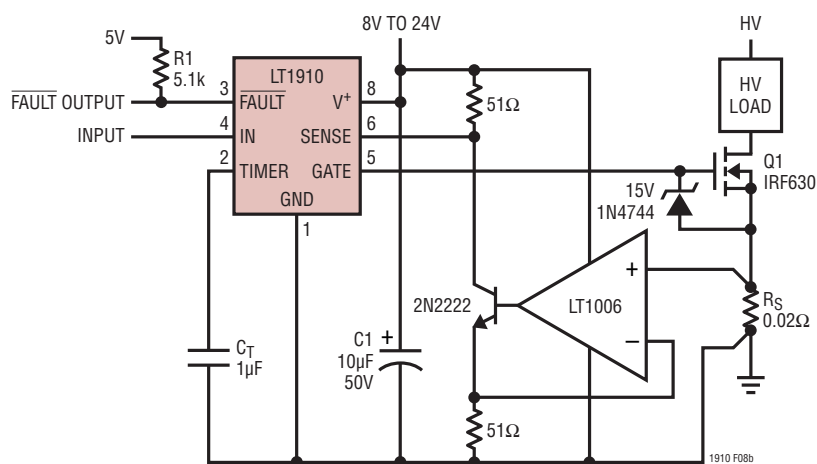 8V TO 24V
HV
5V
R1
5.1k
LT1910
HV
LOAD
FAULT OUTPUT
3
FAULT
V+
8
51Ω
INPUT
4
IN
SENSE
6
2
TIMER
GATE
5
Q1
IRF630
GND
15V
1N4744
1
+
2N2222
LT1006
RS
0.02Ω
–
CT
1µF
C1
10µF
50V
+
51Ω
1910 F08b